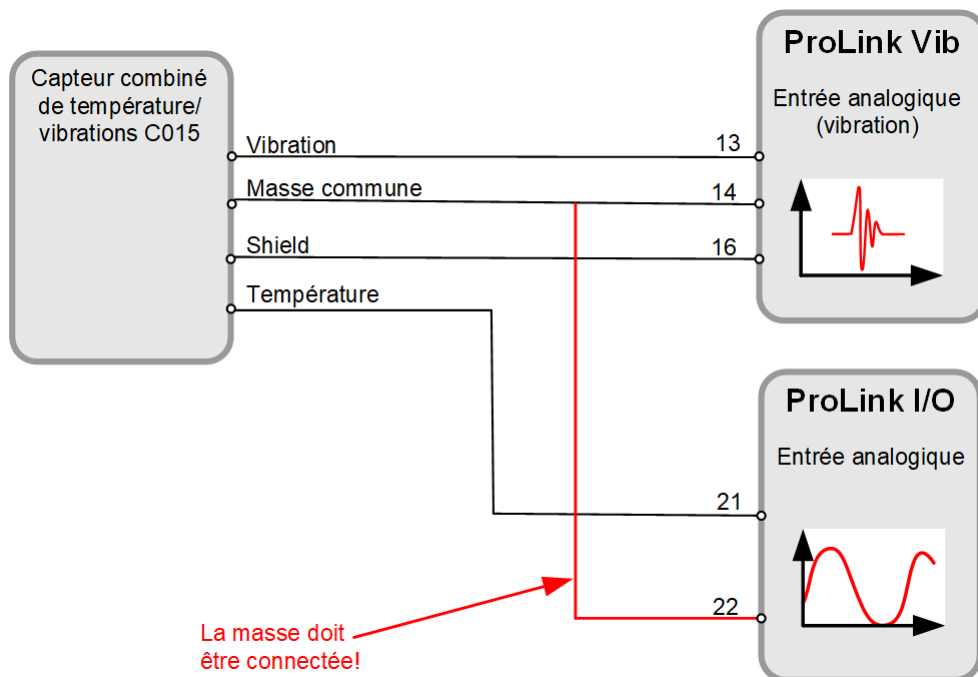 Capteur combiné
de température/
vibrations C015
Vibration
Masse commune
Shield
Température
13
14
16
ProLink Vib
Entrée analogique
(vibration)
ProLink I/O
Entrée analogique
21
22
La masse doit
être connectée!